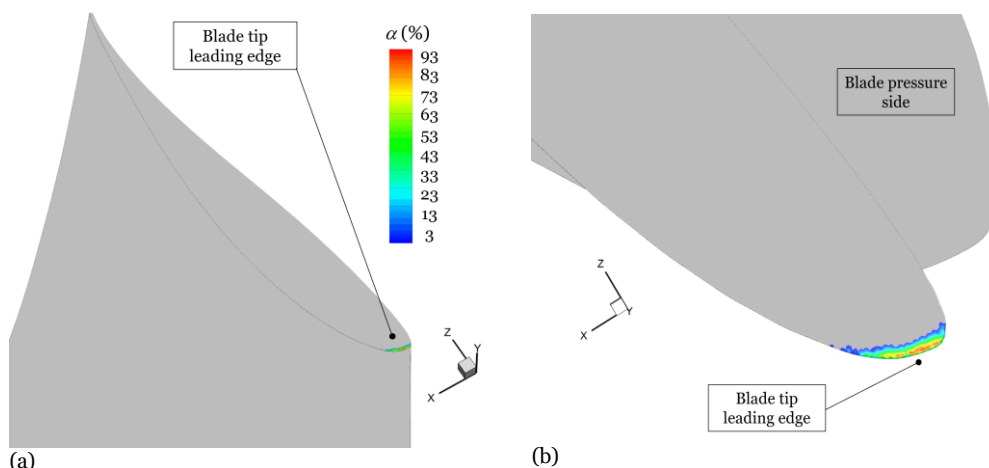 Blade tip
leading edge
α (%)
93
83
73
63
53
43
33
23
13
3
Z
Y
X
(a)
Blade pressure
side
Z
Y
X
Blade tip
leading edge
(b)